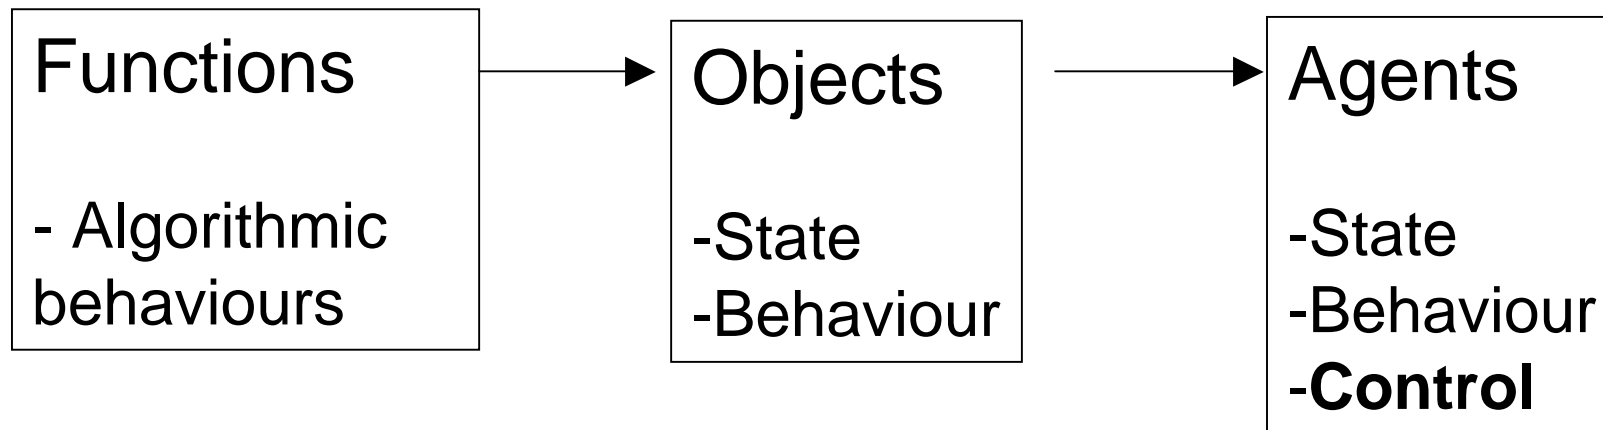 Functions
- Algorithmic
behaviours
Objects
-State
-Behaviour
Agents
-State
-Behaviour
-Control